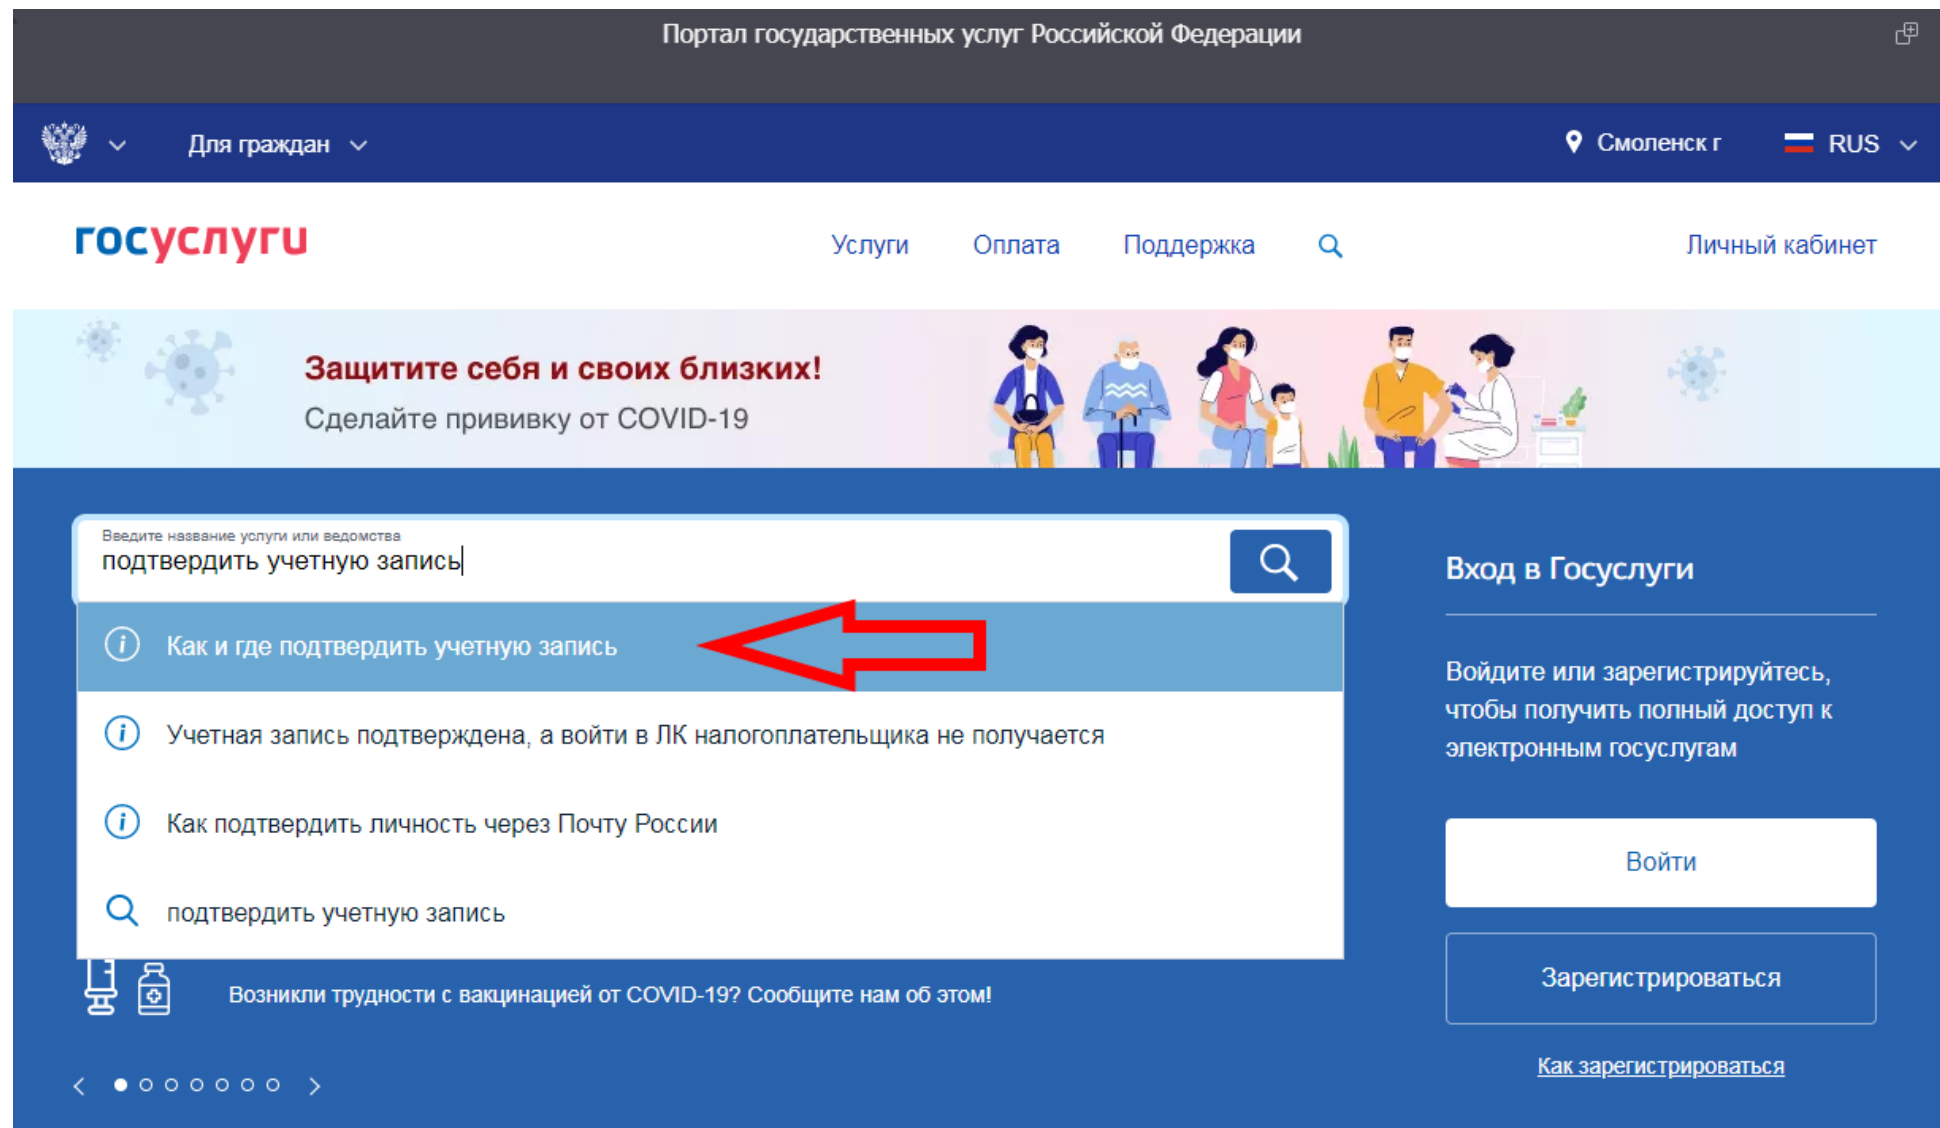 Портал государственных услуг Российской Федерации
Для граждан
Смоленск г
RUS
госуслуги
Услуги
Оплата
Поддержка
Личный кабинет
Защитите себя и своих близких!
Сделайте прививку от COVID-19
Введите название услуги или ведомства
подтвердить учетную запись
Как и где подтвердить учетную запись
Учетная запись подтверждена, а войти в ЛК налогоплательщика не получается
Как подтвердить личность через Почту России
подтвердить учетную запись
Возникли трудности с вакцинацией от COVID-19? Сообщите нам об этом!
Вход в Госуслуги
Войдите или зарегистрируйтесь,
чтобы получить полный доступ к
электронным госуслугам
Войти
Зарегистрироваться
Как зарегистрироваться